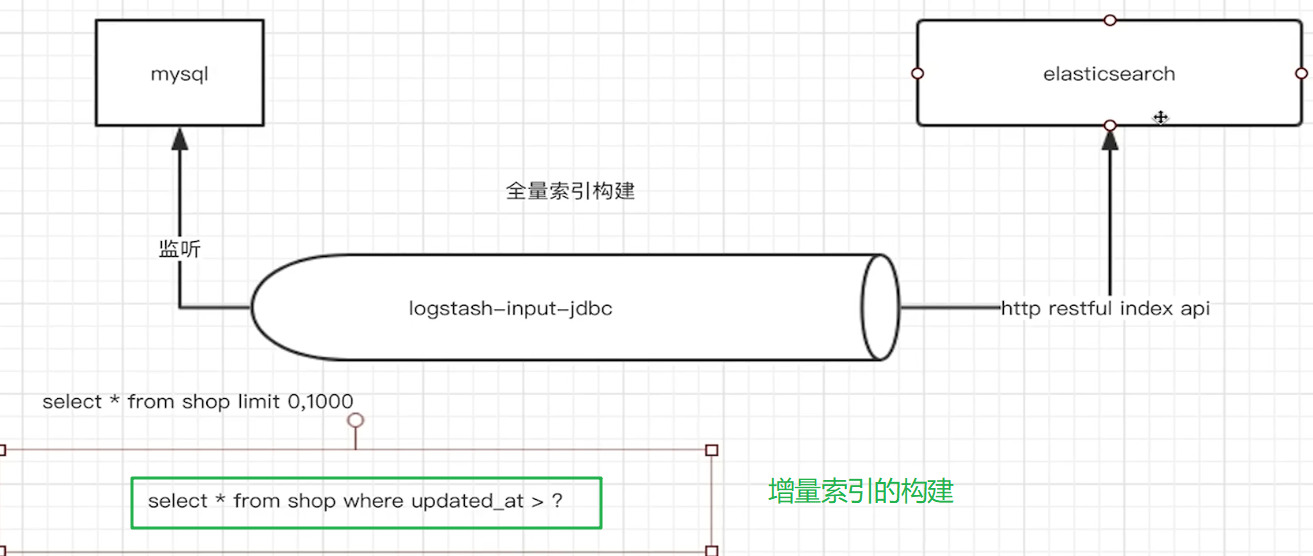 mysql
elasticsearch
全量索引构建
监听
logstash-input-jdbc
http restful index api
select * from shop limit 0,1000
select * from shop where updated_at > ?
增量索引的构建